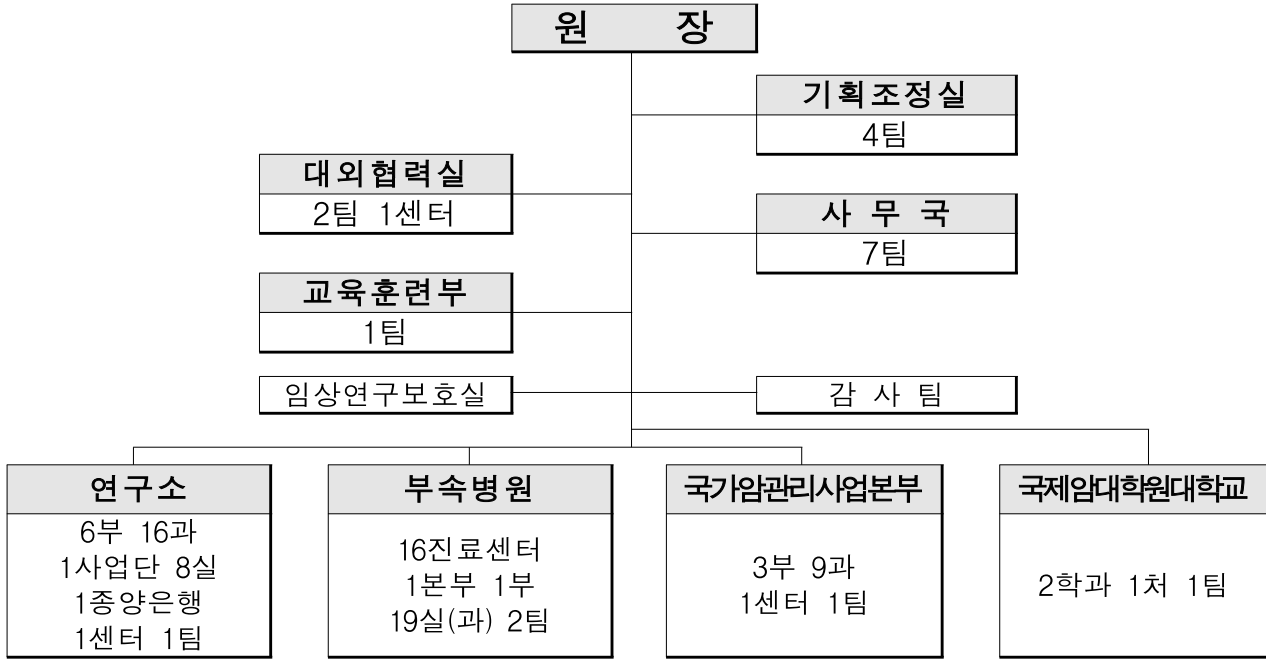 원 장
기획조정실
4팀
대외협력실
2팀 1센터
사 무 국
7팀
교육훈련부
1팀
임상연구보호실
감 사 팀
연구소
6부 16과
1사업단 8실
1종양은행
1센터 1팀
부속병원
16진료센터
1본부 1부
19실(과) 2팀
국가암관리사업본부
3부 9과
1센터 1팀
국제암대학원대학교
2학과 1처 1팀